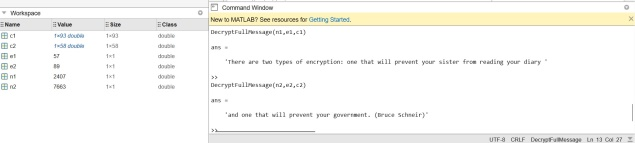 Workspace
Name Value Size Class
c1 1×93 double 1×93 double
c2 1×58 double 1×58 double
e1 57 1×1 double
e2 89 1×1 double
n1 2407 1×1 double
n2 7663 1×1 double
Command Window
New to MATLAB? See resources for Getting Started.
DecryptFullMessage(n1,e1,c1)
ans =
'There are two types of encryption: one that will prevent your sister from reading your diary '
>>
DecryptFullMessage(n2,e2,c2)
ans =
'and one that will prevent your government. (Bruce Schneir)'
>>
UTF-8 CRLF DecryptFullMessage Ln 13 Col 27